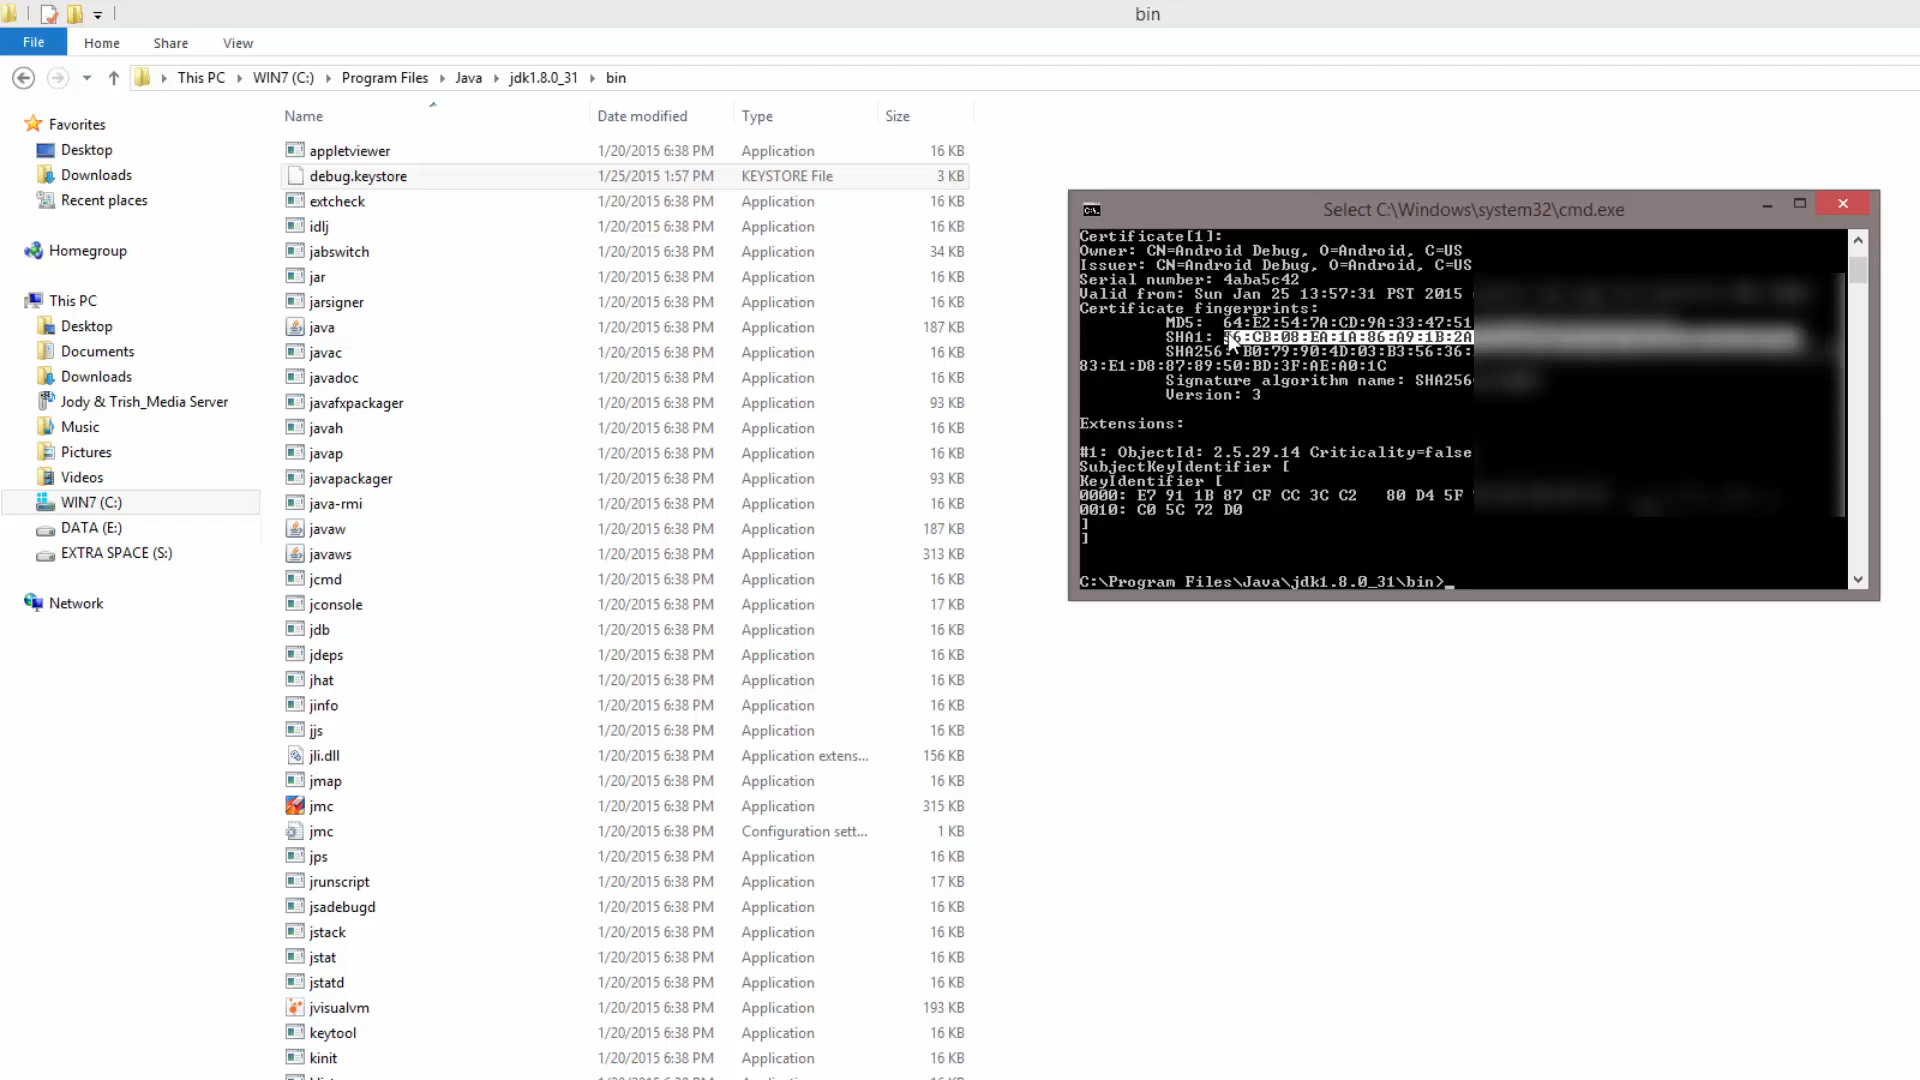 bin
File Home Share View
This PC WIN7 (C:) Program Files Java jdk1.8.0_31 bin
Name Date modified Type Size
Favorites
Desktop
Downloads
Recent places
Homegroup
This PC
Desktop
Documents
Downloads
Jody & Trish_Media Server
Music
Pictures
Videos
WIN7 (C:)
DATA (E:)
EXTRA SPACE (S:)
Network
appletviewer 1/20/2015 6:38 PM Application 16 KB
debug.keystore 1/25/2015 1:57 PM KEYSTORE File 3 KB
extcheck 1/20/2015 6:38 PM Application 16 KB
idlj 1/20/2015 6:38 PM Application 16 KB
jabswitch 1/20/2015 6:38 PM Application 34 KB
jar 1/20/2015 6:38 PM Application 16 KB
jarsigner 1/20/2015 6:38 PM Application 16 KB
java 1/20/2015 6:38 PM Application 187 KB
javac 1/20/2015 6:38 PM Application 16 KB
javadoc 1/20/2015 6:38 PM Application 16 KB
javafxpackager 1/20/2015 6:38 PM Application 93 KB
javah 1/20/2015 6:38 PM Application 16 KB
javap 1/20/2015 6:38 PM Application 16 KB
javapackager 1/20/2015 6:38 PM Application 93 KB
java-rmi 1/20/2015 6:38 PM Application 16 KB
javaw 1/20/2015 6:38 PM Application 187 KB
javaws 1/20/2015 6:38 PM Application 313 KB
jcmd 1/20/2015 6:38 PM Application 16 KB
jconsole 1/20/2015 6:38 PM Application 17 KB
jdb 1/20/2015 6:38 PM Application 16 KB
jdeps 1/20/2015 6:38 PM Application 16 KB
jhat 1/20/2015 6:38 PM Application 16 KB
jinfo 1/20/2015 6:38 PM Application 16 KB
jjs 1/20/2015 6:38 PM Application 16 KB
jli.dll 1/20/2015 6:38 PM Application extens... 156 KB
jmap 1/20/2015 6:38 PM Application 16 KB
jmc 1/20/2015 6:38 PM Application 315 KB
jmc 1/20/2015 6:38 PM Configuration sett... 1 KB
jps 1/20/2015 6:38 PM Application 16 KB
jrunscript 1/20/2015 6:38 PM Application 17 KB
jsadebugd 1/20/2015 6:38 PM Application 16 KB
jstack 1/20/2015 6:38 PM Application 16 KB
jstat 1/20/2015 6:38 PM Application 16 KB
jstatd 1/20/2015 6:38 PM Application 16 KB
jvisualvm 1/20/2015 6:38 PM Application 193 KB
keytool 1/20/2015 6:38 PM Application 16 KB
kinit 1/20/2015 6:38 PM Application 16 KB
Select C:\Windows\system32\cmd.exe
Certificate[1]:
Owner: CN=Android Debug, O=Android, C=US
Issuer: CN=Android Debug, O=Android, C=US
Serial number: 4aba5c42
Valid from: Sun Jan 25 13:57:31 PST 2015
Certificate fingerprints:
MD5: 64:E2:54:7A:CD:9A:33:47:51
SHA1: 6:CB:08:EA:1A:86:A9:1B:2A
SHA256: B0:79:90:4D:03:B3:56:36:
83:E1:D8:87:89:50:BD:3F:AE:A0:1C
Signature algorithm name: SHA256
Version: 3
Extensions:
#1: ObjectId: 2.5.29.14 Criticality=false
SubjectKeyIdentifier [
KeyIdentifier [
0000: E7 91 1B 87 CF CC 3C C2 80 D4 5F
0010: C0 5C 72 D0
]
]
C:\Program Files\Java\jdk1.8.0_31\bin>_